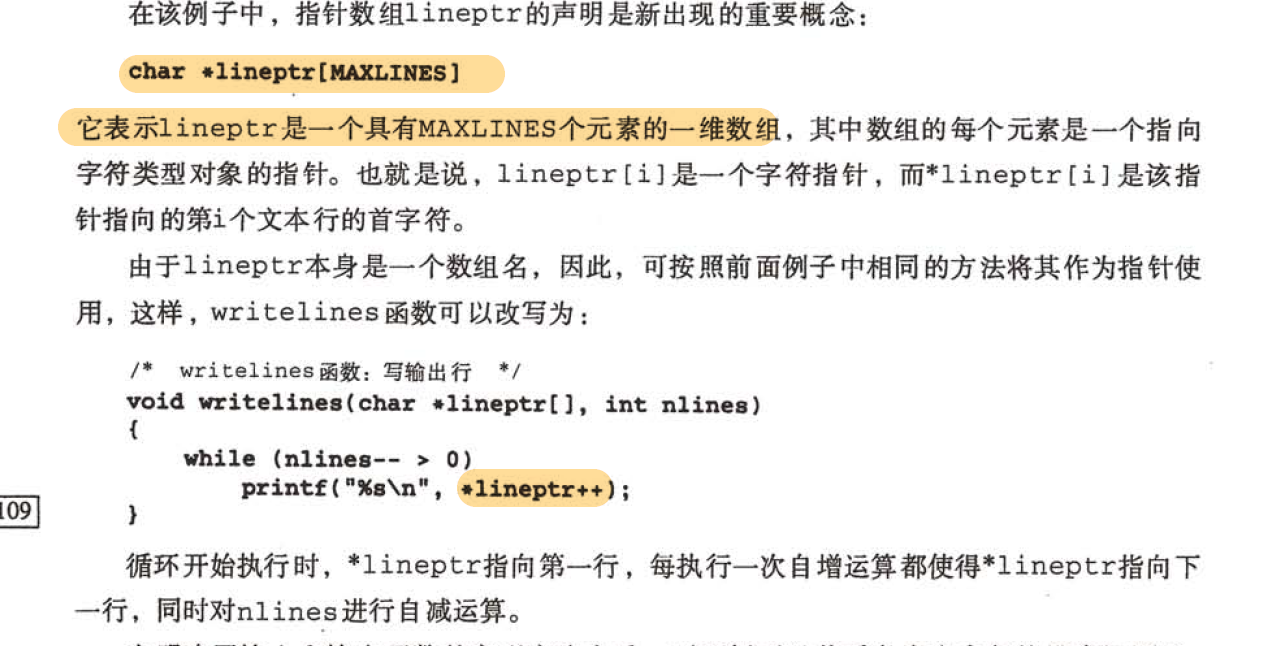 在该例子中，指针数组lineptr的声明是新出现的重要概念：
char *lineptr[MAXLINES]
它表示lineptr是一个具有MAXLINES个元素的一维数组，其中数组的每个元素是一个指向
字符类型对象的指针。也就是说，lineptr[i]是一个字符指针，而*lineptr[i]是该指
针指向的第i个文本行的首字符。
由于lineptr本身是一个数组名，因此，可按照前面例子中相同的方法将其作为指针使
用，这样，writelines函数可以改写为：
/* writelines函数：写输出行 */
void writelines(char *lineptr[], int nlines)
{
while (nlines-- > 0)
printf("%s\n", *lineptr++);
109
}
循环开始执行时，*lineptr指向第一行，每执行一次自增运算都使得*lineptr指向下
一行，同时对nlines进行自减运算。